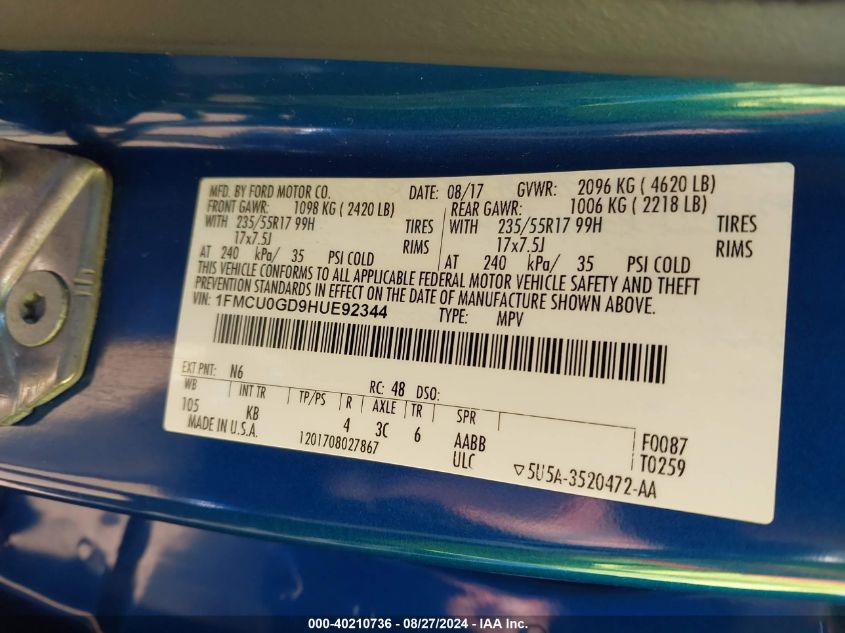 MFD. BY FORD MOTOR CO. DATE: 08/17 GVWR: 2096 KG ( 4620 LB)
FRONT GAWR: 1098 KG ( 2420 LB) REAR GAWR: 1006 KG ( 2218 LB)
WITH 235/55R17 99H TIRES WITH 235/55R17 99H TIRES
17x7.5J RIMS 17x7.5J RIMS
AT 240 kPa/ 35 PSI COLD AT 240 kPa/ 35 PSI COLD
THIS VEHICLE CONFORMS TO ALL APPLICABLE FEDERAL MOTOR VEHICLE SAFETY AND THEFT
PREVENTION STANDARDS IN EFFECT ON THE DATE OF MANUFACTURE SHOWN ABOVE.
VIN: 1FMCU0GD9HUE92344 TYPE: MPV
EXT PNT: N6 RC: 48 DSO:
WB INT TR TP/PS R AXLE TR SPR
105 KB 4 3C 6 AABB F0087
MADE IN U.S.A. 1201708027867 ULC T0259
▽5U5A-3520472-AA
000-40210736 - 08/27/2024 - IAA Inc.